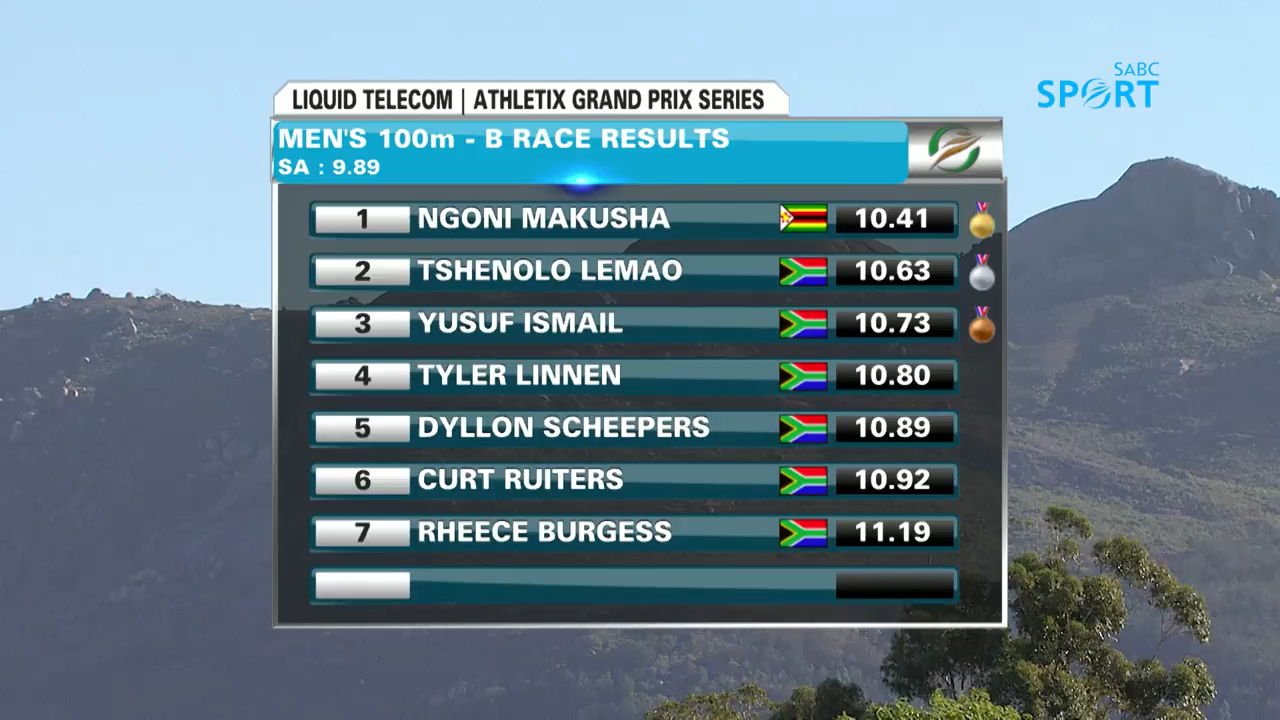 SABC
SPORT
LIQUID TELECOM | ATHLETIX GRAND PRIX SERIES
MEN'S 100m - B RACE RESULTS
SA : 9.89
1 NGONI MAKUSHA 10.41
2 TSHENOLO LEMAO 10.63
3 YUSUF ISMAIL 10.73
4 TYLER LINNEN 10.80
5 DYLLON SCHEEPERS 10.89
6 CURT RUITERS 10.92
7 RHEECE BURGESS 11.19